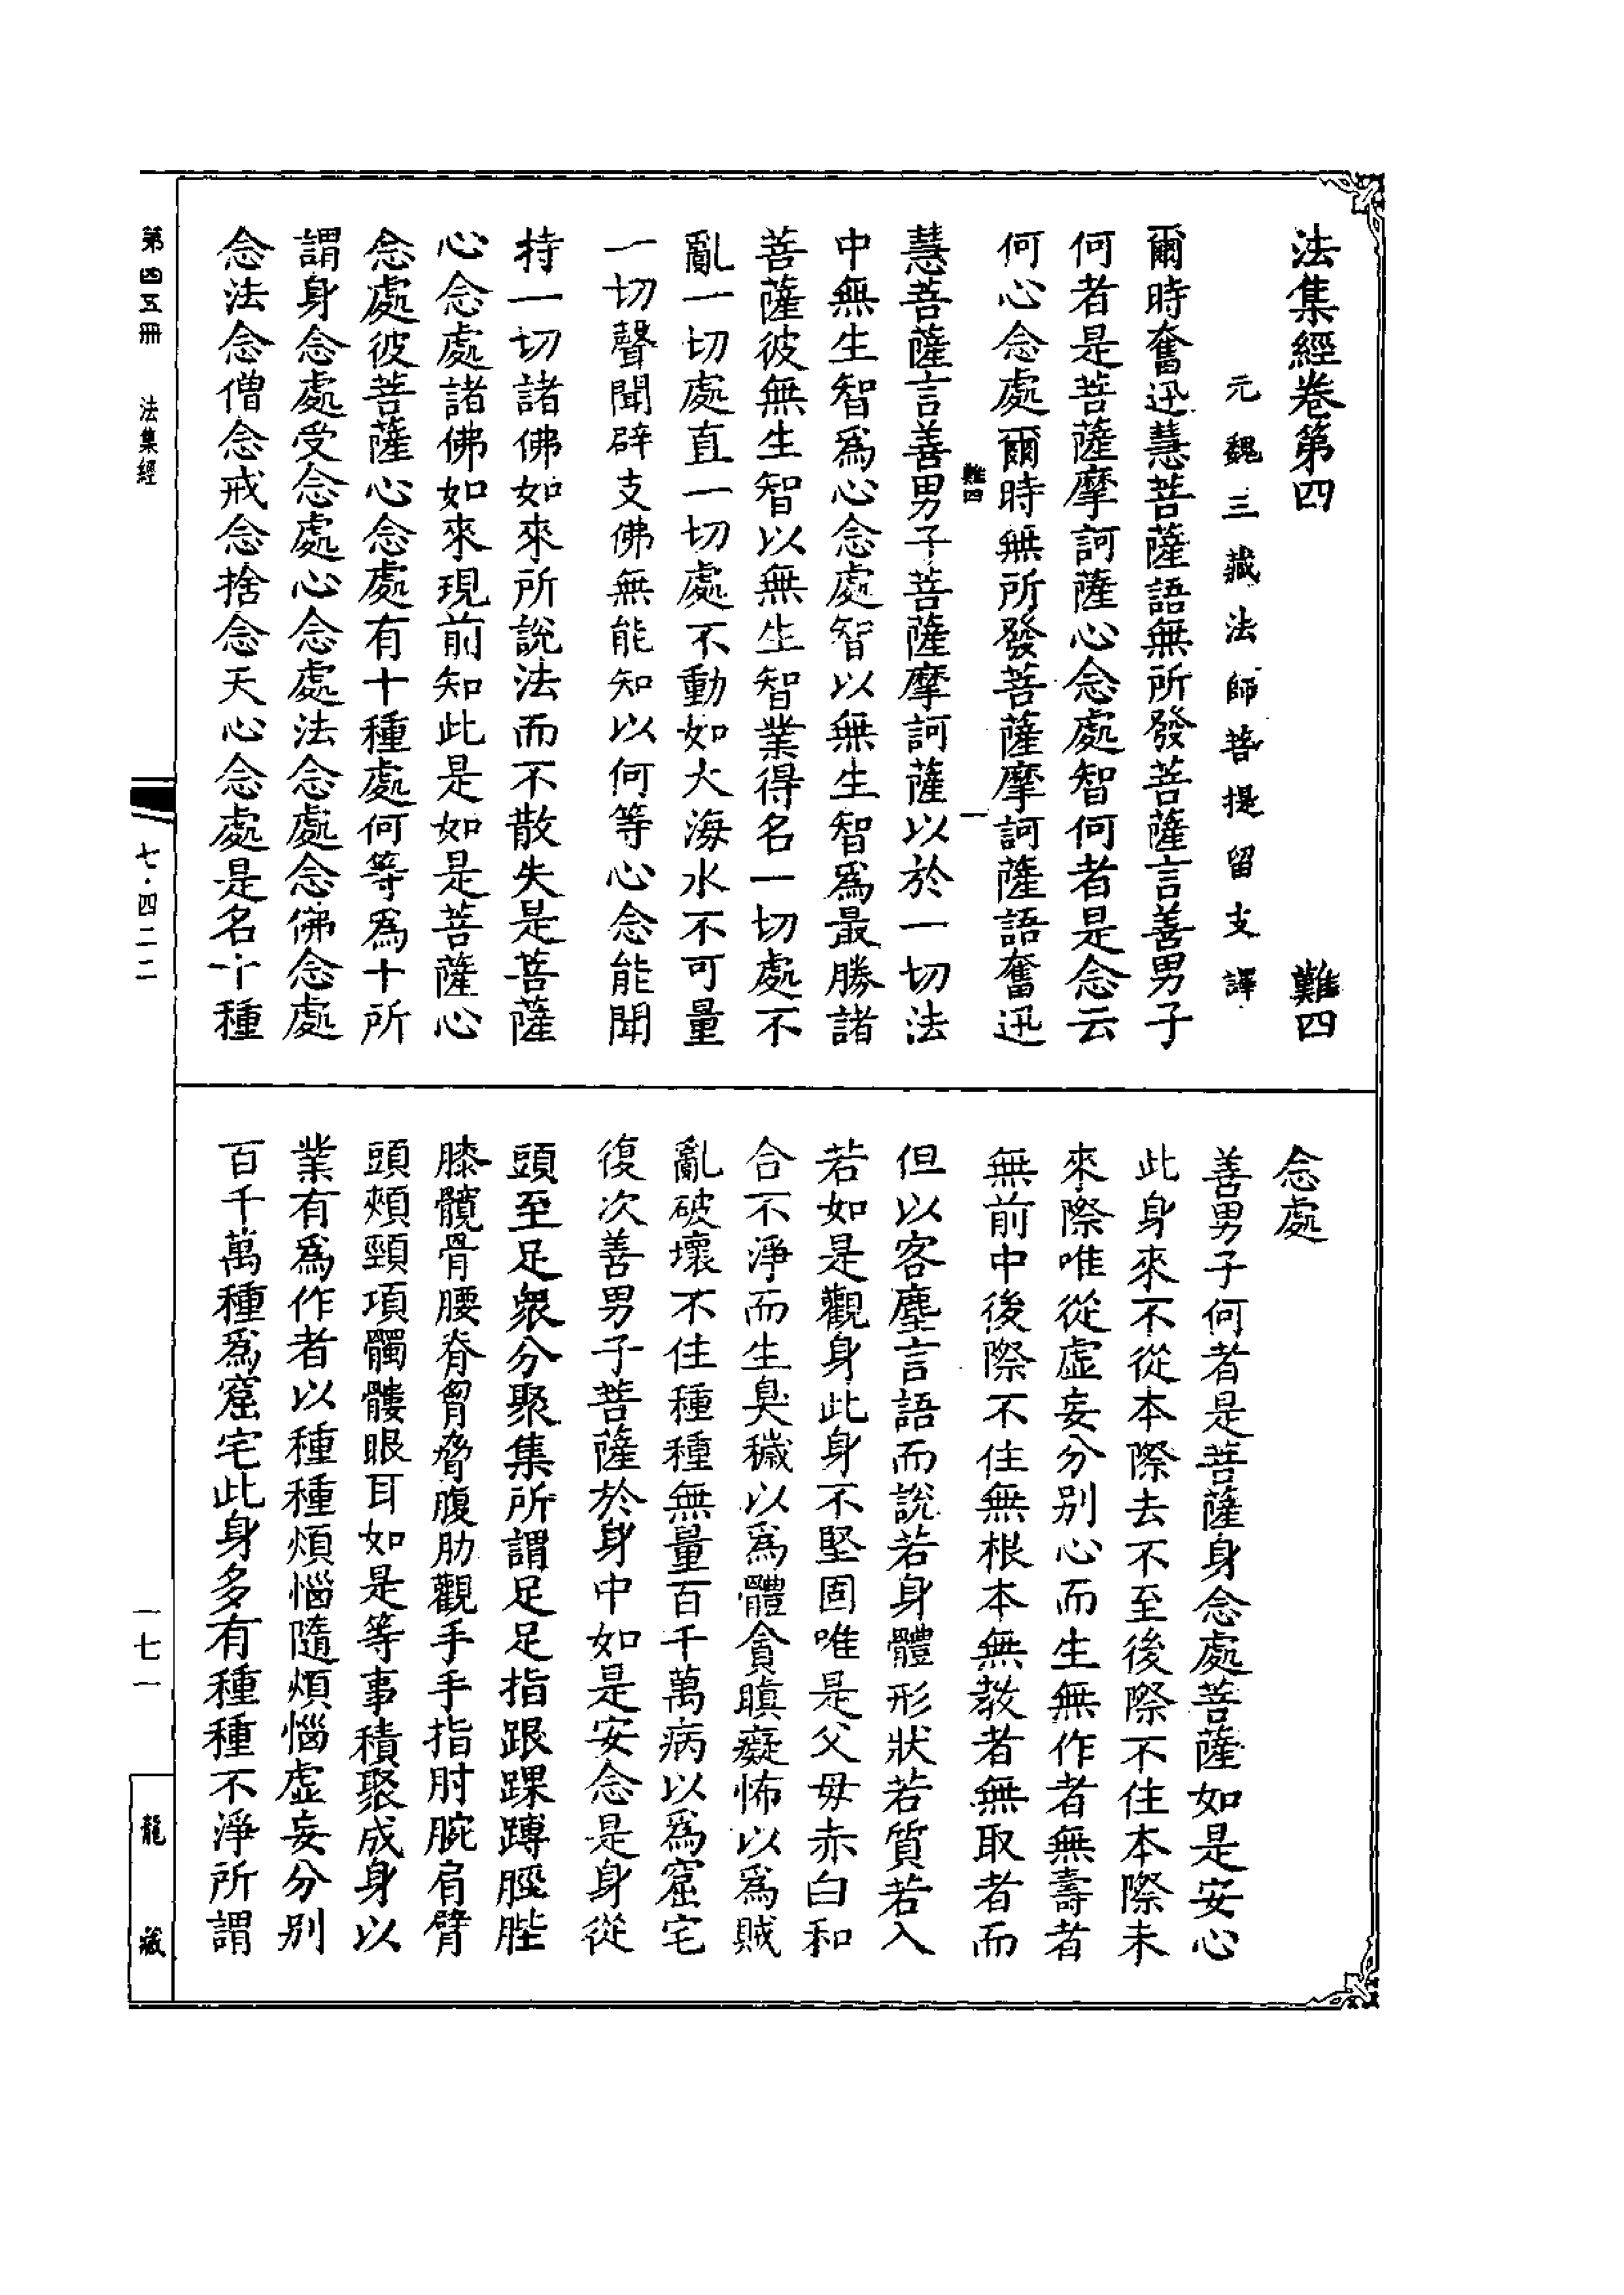 法集經卷第四　難四
元魏三藏法師菩提留支譯
爾時奮迅慧菩薩語無所發菩薩言善男子
何者是菩薩摩訶薩心念處智何者是念云
何心念處爾時無所發菩薩摩訶薩語奮迅
難四　一
慧菩薩言善男子菩薩摩訶薩以於一切法
中無生智爲心念處智以無生智爲最勝諸
菩薩彼無生智以無生智業得名一切處不
亂一切處直一切處不動如大海水不可量
一切聲聞辟支佛無能知以何等心念能聞
持一切諸佛如來所說法而不散失是菩薩
心念處諸佛如來現前知此是如是菩薩心
念處彼菩薩心念處有十種處何等爲十所
謂身念處受念處心念處法念處念佛念處
念法念僧念戒念捨念天心念處是名十種
念處
善男子何者是菩薩身念處菩薩如是安心
此身來不從本際去不至後際不住本際未
來際唯從虛妄分別心而生無作者無壽者
無前中後際不住無根本無教者無取者而
但以客塵言語而說若身體形狀若質若入
若如是觀身此身不堅固唯是父母赤白和
合不淨而生臭穢以爲體貪瞋癡怖以爲賊
亂破壞不住種種無量百千萬病以爲窟宅
復次善男子菩薩於身中如是安念是身從
頭至足衆分聚集所謂足足指跟踝蹲脛䏶
膝髖骨腰脊胷脅腹肋觀手手指肘腕肩臂
頭頰頸項髑髏眼耳如是等事積聚成身以
業有爲作者以種種煩惱隨煩惱虛妄分別
百千萬種爲窟宅此身多有種種不淨所謂
第四五冊　法集經
七·四二二
一七一
龍藏